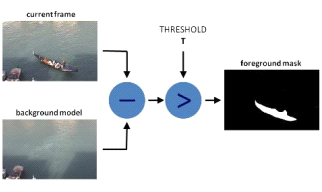 current frame
THRESHOLD
T
foreground mask
background model
−
>